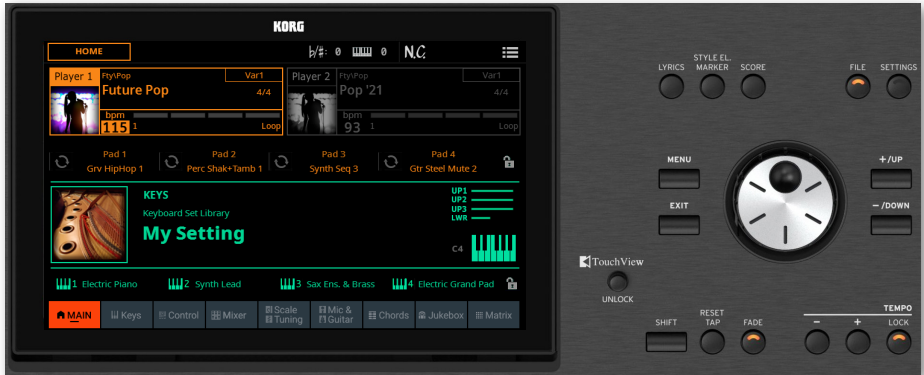 KORG
HOME
♭/#: 0 0 N.C.
Player 1 Fty\Pop Var1
Future Pop 4/4
bpm
115 1 Loop
Player 2 Fty\Pop Var1
Pop '21 4/4
bpm
93 1 Loop
Pad 1
Grv HipHop 1
Pad 2
Perc Shak+Tamb 1
Pad 3
Synth Seq 3
Pad 4
Gtr Steel Mute 2
KEYS
Keyboard Set Library
My Setting
UP1
UP2
UP3
LWR
C4
1 Electric Piano
2 Synth Lead
3 Sax Ens. & Brass
4 Electric Grand Pad
MAIN
Keys
Control
Mixer
Scale
Tuning
Mic &
Guitar
Chords
Jukebox
Matrix
LYRICS
STYLE EL.
MARKER
SCORE
FILE
SETTINGS
MENU
+/UP
EXIT
-/DOWN
TouchView
UNLOCK
SHIFT
RESET
TAP
FADE
TEMPO
-
+
LOCK